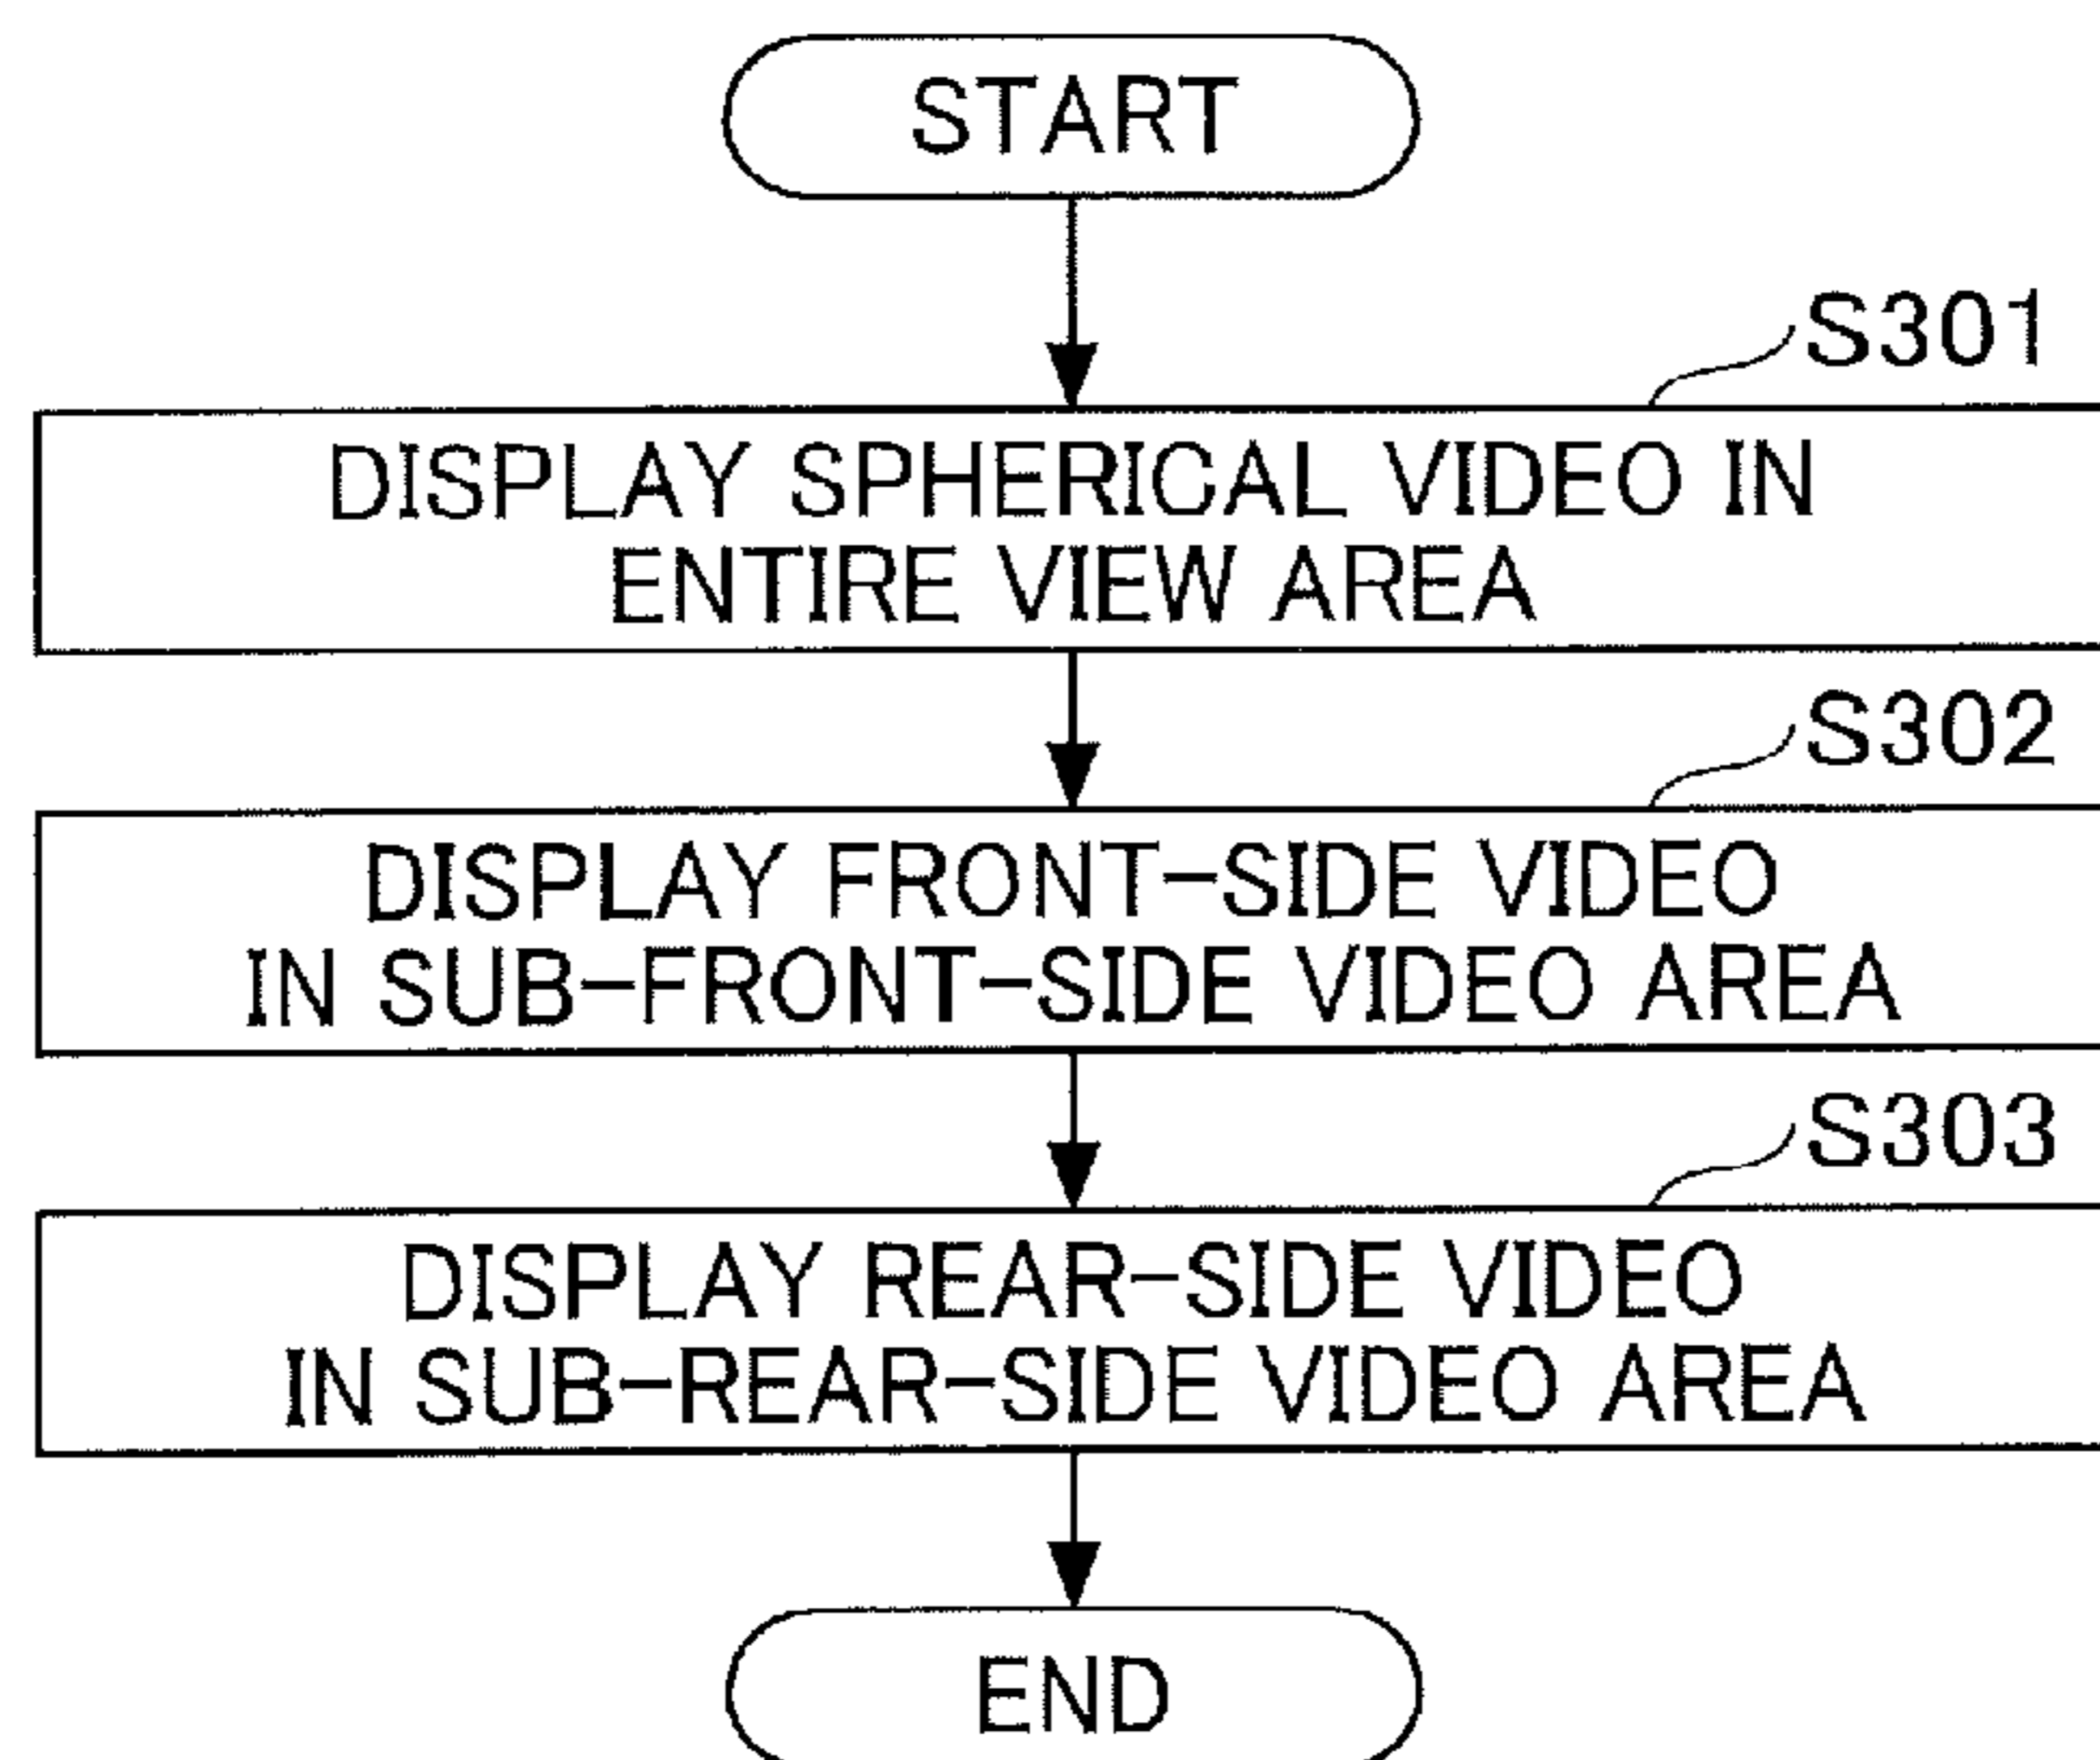 START
S301
DISPLAY SPHERICAL VIDEO IN
ENTIRE VIEW AREA
S302
DISPLAY FRONT-SIDE VIDEO
IN SUB-FRONT-SIDE VIDEO AREA
S303
DISPLAY REAR-SIDE VIDEO
IN SUB-REAR-SIDE VIDEO AREA
END